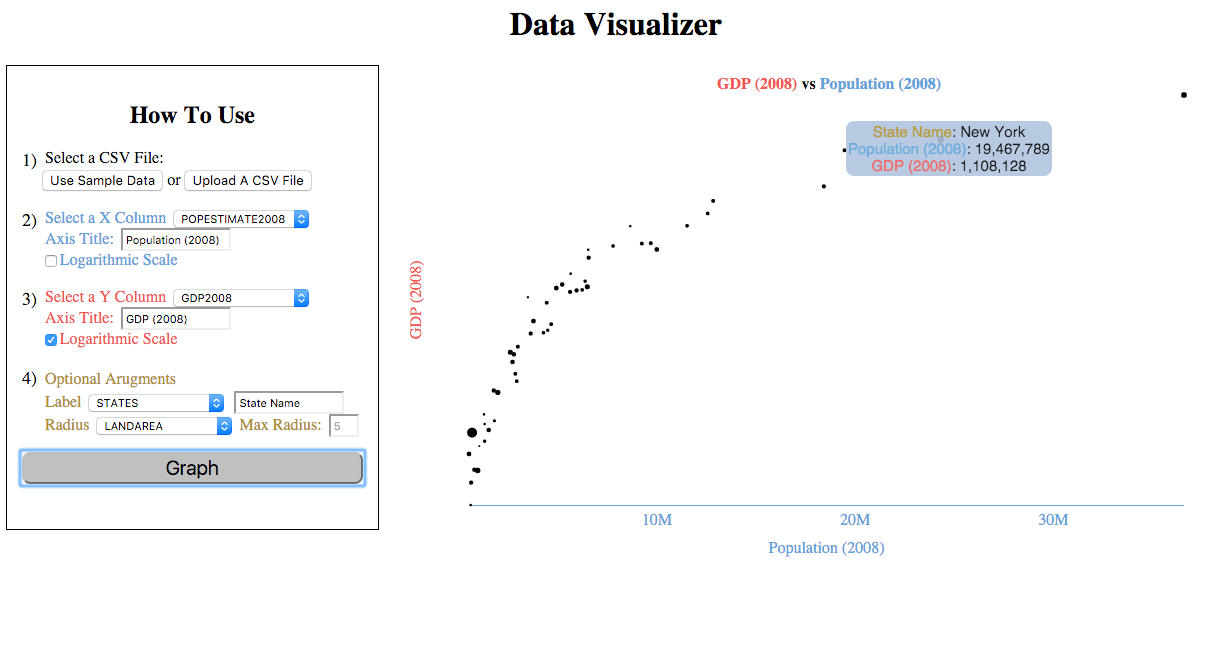 Data Visualizer
How To Use
1) Select a CSV File:
Use Sample Data or Upload A CSV File
2) Select a X Column POPESTIMATE2008
Axis Title: Population (2008)
Logarithmic Scale
3) Select a Y Column GDP2008
Axis Title: GDP (2008)
Logarithmic Scale
4) Optional Arugments
Label STATES State Name
Radius LANDAREA Max Radius: 5
Graph
GDP (2008) vs Population (2008)
State Name: New York
Population (2008): 19,467,789
GDP (2008): 1,108,128
GDP (2008)
10M 20M 30M
Population (2008)